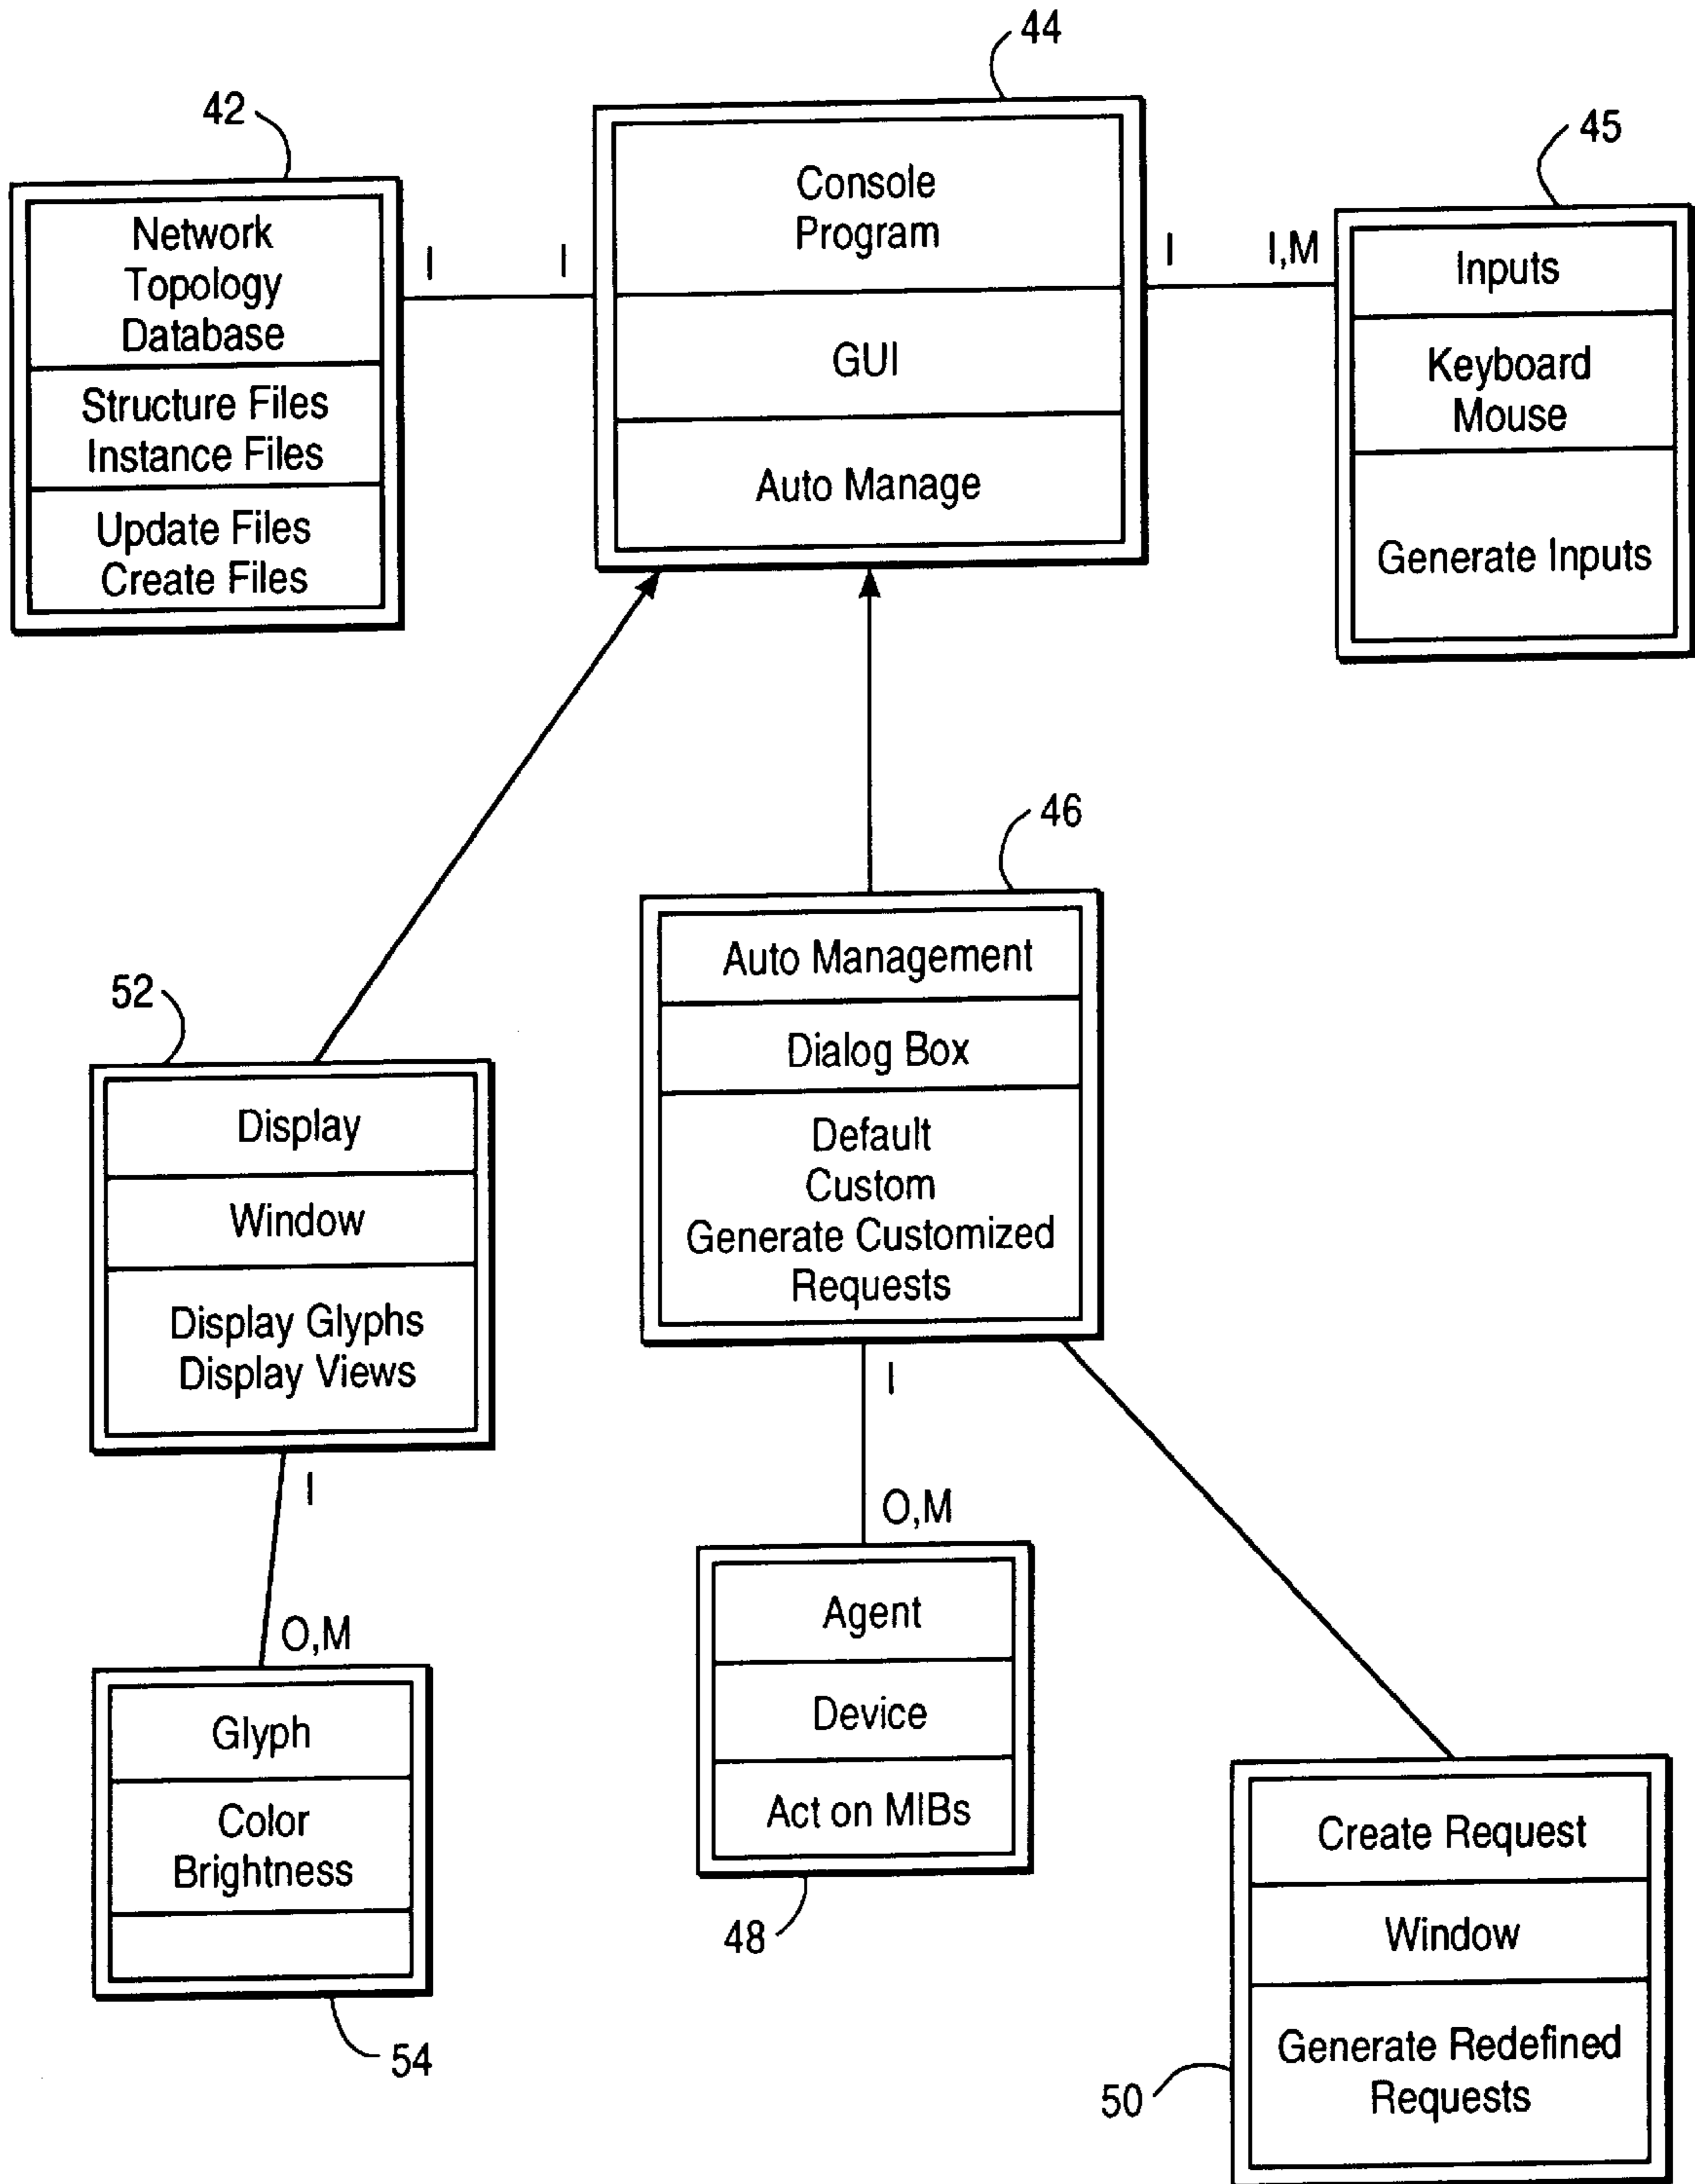 44
42
45
Console
Program
GUI
Auto Manage
Network
Topology
Database
Structure Files
Instance Files
Update Files
Create Files
I
I
I
I,M
Inputs
Keyboard
Mouse
Generate Inputs
46
Auto Management
Dialog Box
Default
Custom
Generate Customized
Requests
52
Display
Window
Display Glyphs
Display Views
I
O,M
Glyph
Color
Brightness
54
I
O,M
Agent
Device
Act on MIBs
48
Create Request
Window
Generate Redefined
Requests
50